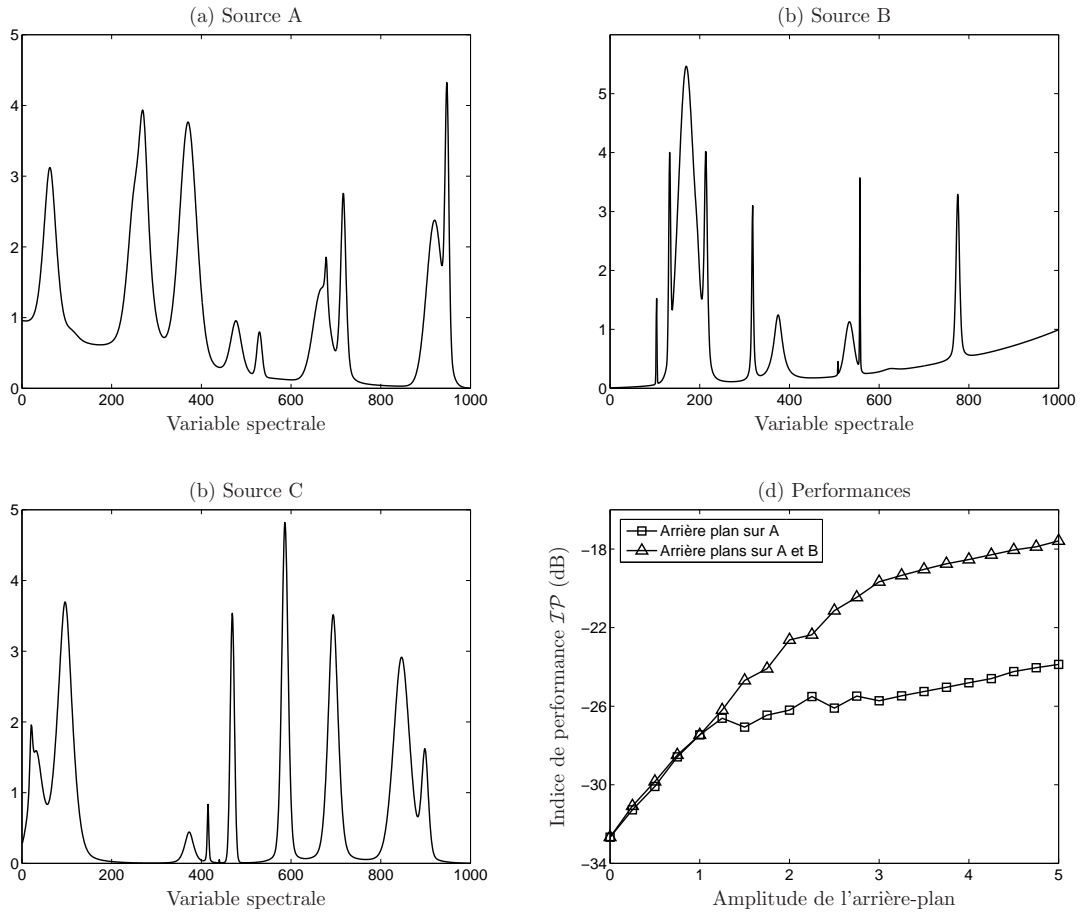 (a) Source A
5
4
3
2
1
0
0 200 400 600 800 1000
Variable spectrale
(b) Source B
5
4
3
2
1
0
0 200 400 600 800 1000
Variable spectrale
(b) Source C
5
4
3
2
1
0
0 200 400 600 800 1000
Variable spectrale
(d) Performances
Arrière plan sur A
Arrière plans sur A et B
Indice de performance IP (dB)
-18
-22
-26
-30
-34
0 1 2 3 4 5
Amplitude de l'arrière-plan